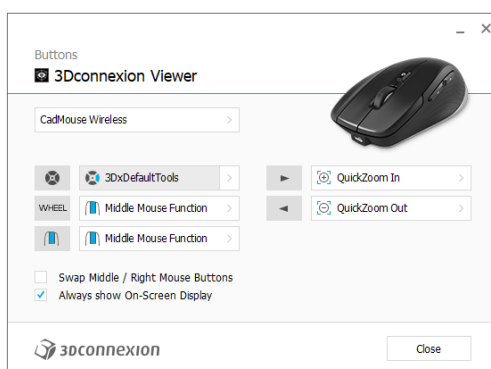 Buttons
3Dconnexion Viewer
CadMouse Wireless
3DxDefaultTools
QuickZoom In
WHEEL
Middle Mouse Function
QuickZoom Out
Middle Mouse Function
Swap Middle / Right Mouse Buttons
Always show On-Screen Display
3Dconnexion
Close